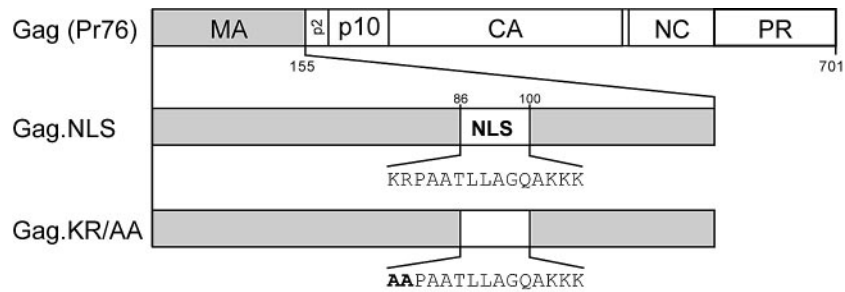 Gag (Pr76) MA p2 p10 CA NC PR
155 701
86 100
Gag.NLS NLS
KRPAATLLAGQAKKK
Gag.KR/AA
AAPAATLLAGQAKKK